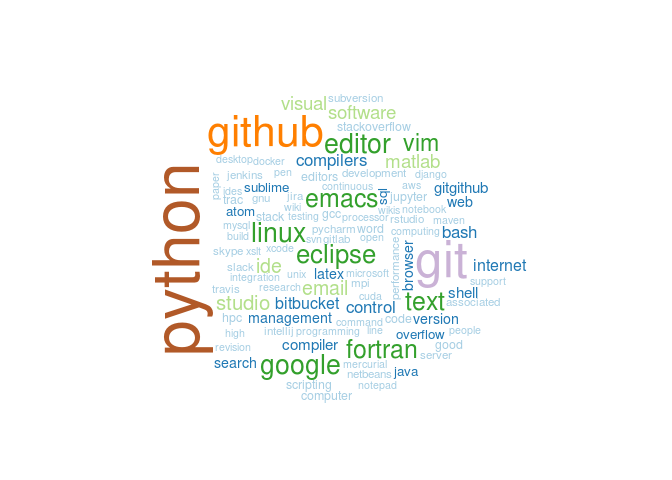 subversion
visual
software
stackoverflow
github
editor
vim
desktop
docker
compilers
matlab
jenkins
pen
editors
development
django
paper
ides
sublime
continuous
aws
gitgithub
trac
gnu
jira
emacs
sql
jupyter
web
atom
wiki
wikis
notebook
stack
testing
gcc
processor
rstudio
maven
mysql
linux
pycharm
word
computing
bash
build
svn
gitlab
open
python
skype
xslt
xcode
eclipse
browser
git
slack
ide
internet
integration
unix
latex
microsoft
performance
support
travis
research
email
mpi
shell
studio
bitbucket
cuda
control
text
associated
hpc
management
command
code
version
high
intellij
programming
line
overflow
people
revision
compiler
fortran
good
server
search
google
mercurial
netbeans
java
scripting
notepad
computer